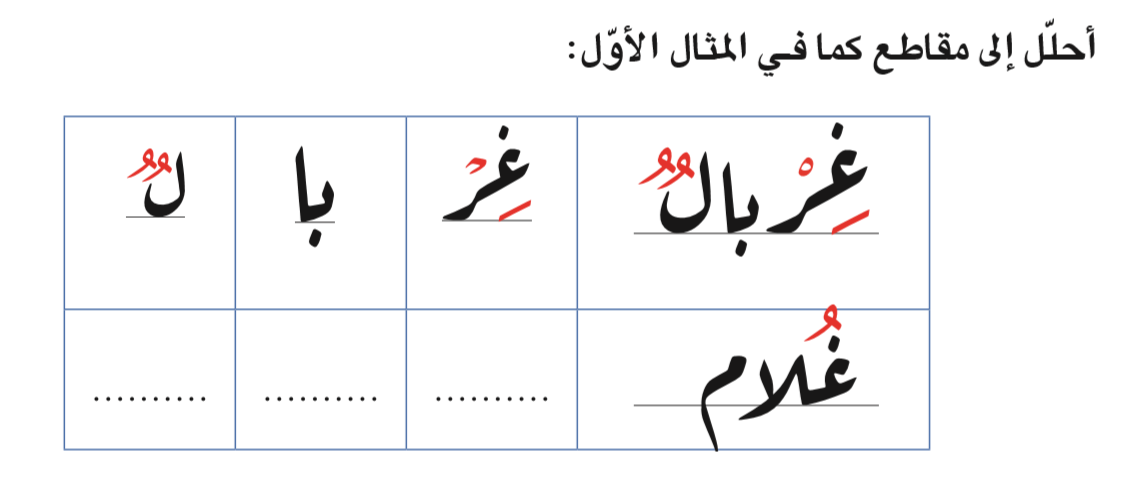 أحلّل إلى مقاطع كما في المثال الأوّل:
غِرْبالٌ غِرْ با لٌ
غُلام .......... .......... ..........